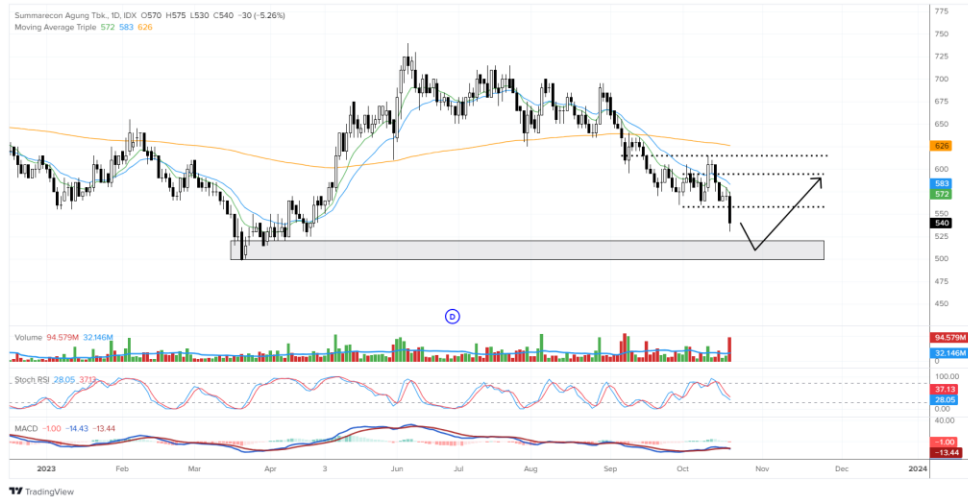 Summarecon Agung Tbk., 1D, IDX O570 H575 L530 C540 −30 (−5.26%)
Moving Average Triple 572 583 626
775
750
725
700
675
650
626
600
583
572
550
540
525
500
475
450
D
Volume 94.579M 32.146M
94.579M
32.146M
0
Stoch RSI 28.05 37.13
100.00
37.13
28.05
0.00
MACD −1.00 −14.43 −13.44
40.00
−1.00
−13.44
2023 Feb Mar Apr 3 Jun Jul Aug Sep Oct Nov Dec 2024
TradingView